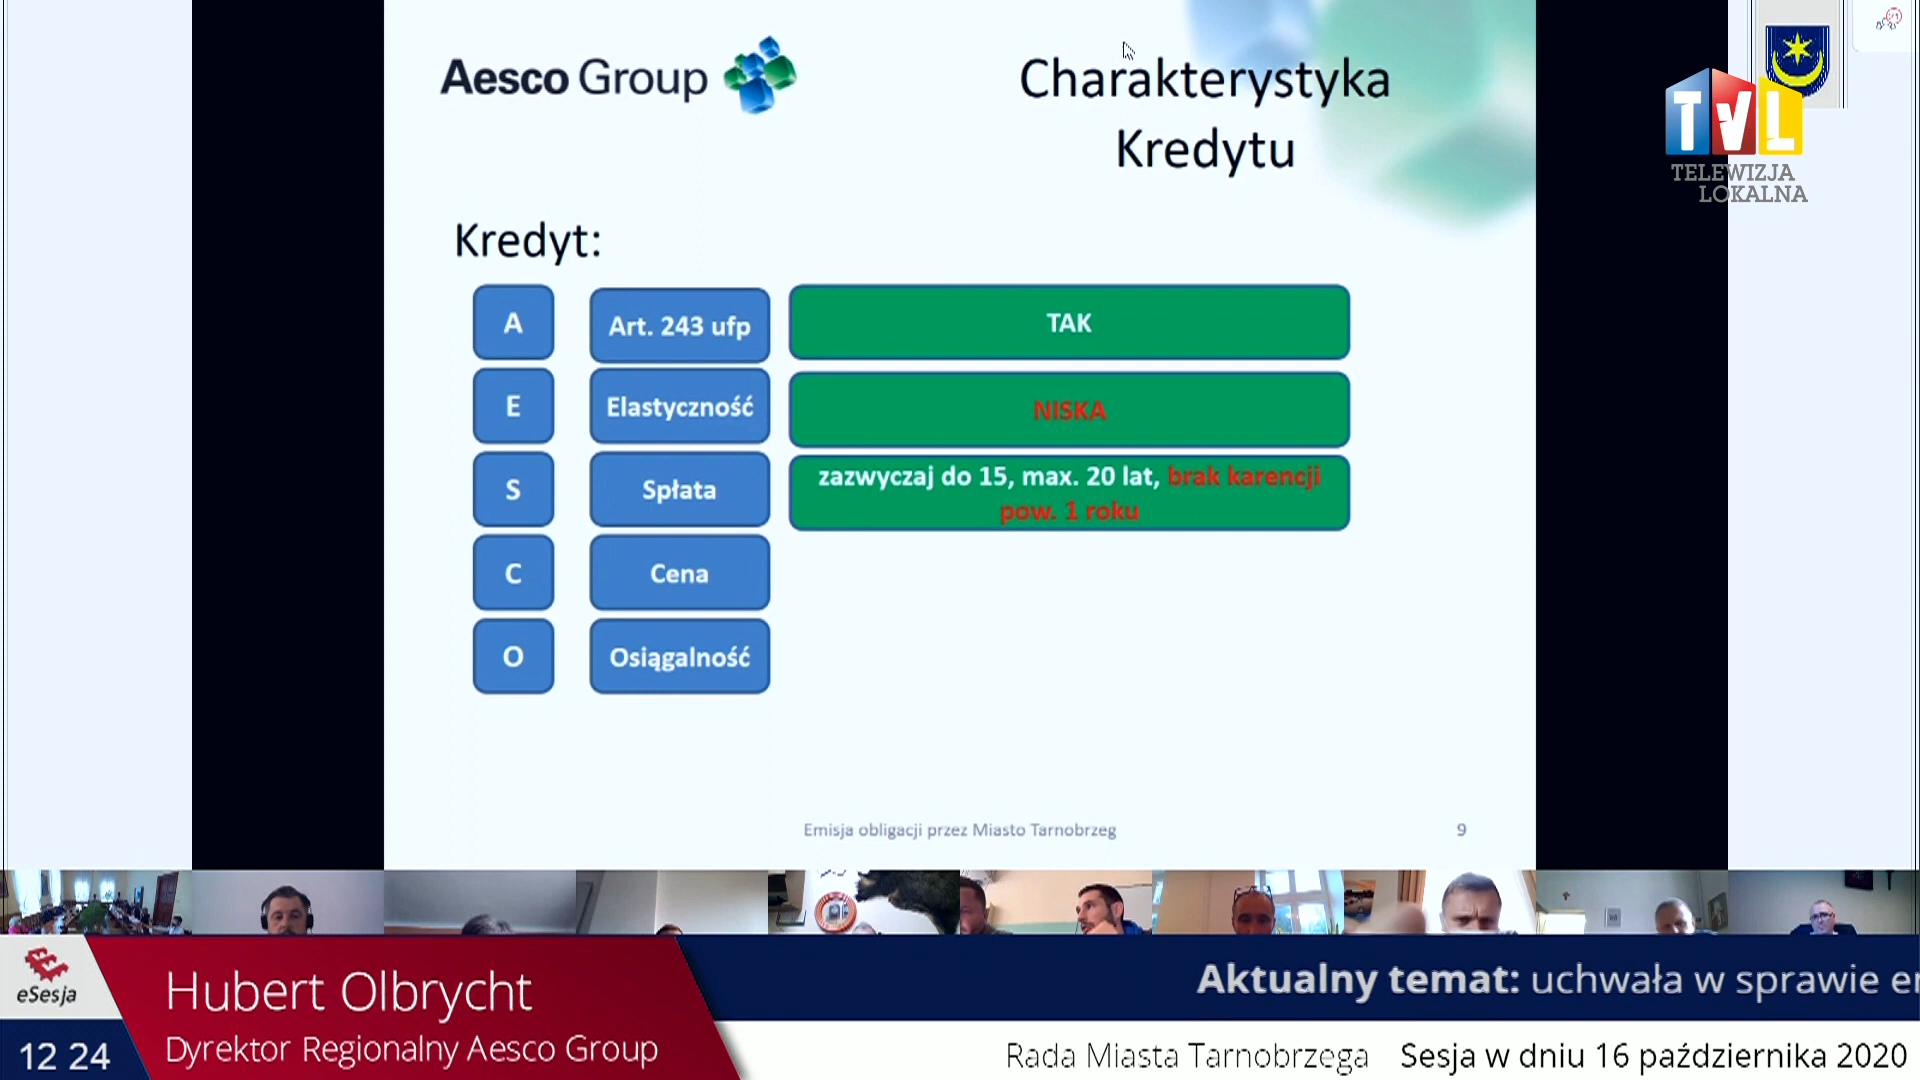 Aesco Group
Charakterystyka
Kredytu
TVL
TELEWIZJA
LOKALNA
Kredyt:
A
Art. 243 ufp
TAK
E
Elastyczność
NISKA
S
Spłata
zazwyczaj do 15, max. 20 lat, brak karencji
pow. 1 roku
C
Cena
O
Osiągalność
Emisja obligacji przez Miasto Tarnobrzeg
9
eSesja
Hubert Olbrycht
Dyrektor Regionalny Aesco Group
12 24
Aktualny temat: uchwała w sprawie
Rada Miasta Tarnobrzega Sesja w dniu 16 października 2020